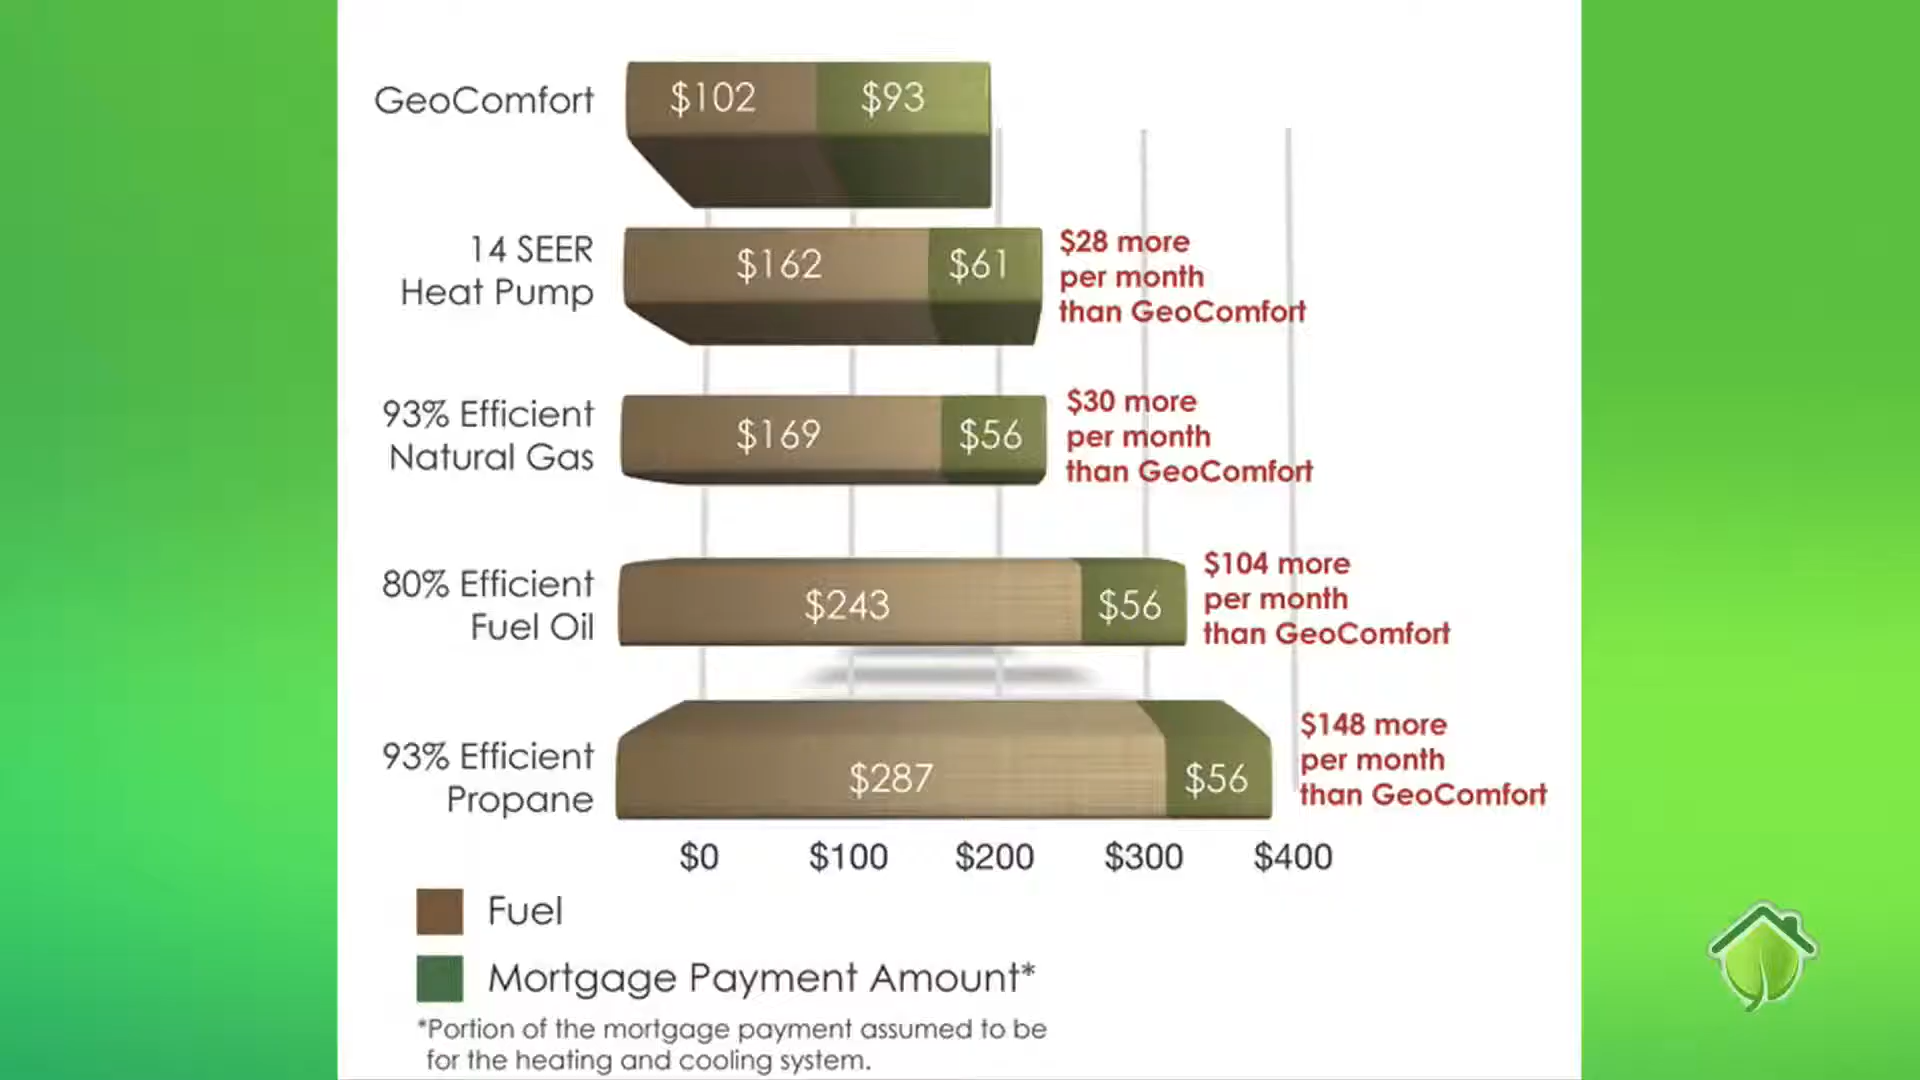 GeoComfort
$102
$93
14 SEER
Heat Pump
$162
$61
$28 more
per month
than GeoComfort
93% Efficient
Natural Gas
$169
$56
$30 more
per month
than GeoComfort
80% Efficient
Fuel Oil
$243
$56
$104 more
per month
than GeoComfort
93% Efficient
Propane
$287
$56
$148 more
per month
than GeoComfort
$0 $100 $200 $300 $400
Fuel
Mortgage Payment Amount*
*Portion of the mortgage payment assumed to be
for the heating and cooling system.